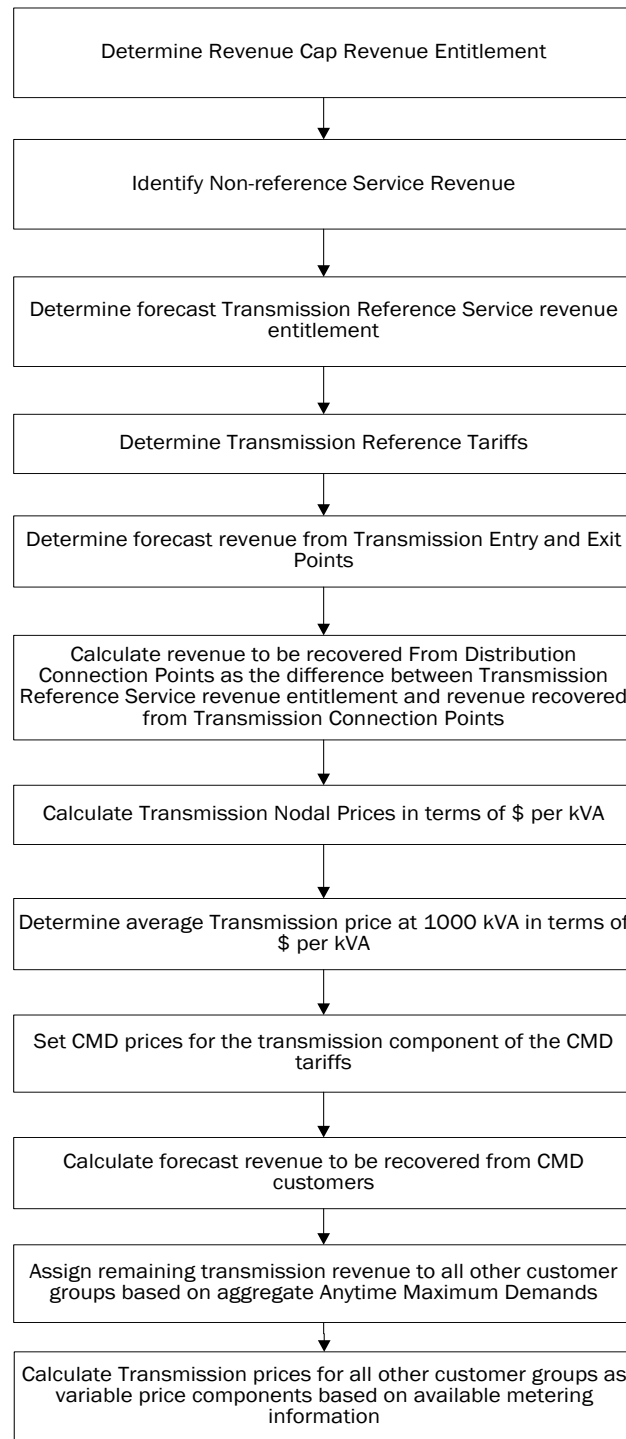 Determine Revenue Cap Revenue Entitlement
Identify Non-reference Service Revenue
Determine forecast Transmission Reference Service revenue
entitlement
Determine Transmission Reference Tariffs
Determine forecast revenue from Transmission Entry and Exit
Points
Calculate revenue to be recovered From Distribution
Connection Points as the difference between Transmission
Reference Service revenue entitlement and revenue recovered
from Transmission Connection Points
Calculate Transmission Nodal Prices in terms of $ per kVA
Determine average Transmission price at 1000 kVA in terms of
$ per kVA
Set CMD prices for the transmission component of the CMD
tariffs
Calculate forecast revenue to be recovered from CMD
customers
Assign remaining transmission revenue to all other customer
groups based on aggregate Anytime Maximum Demands
Calculate Transmission prices for all other customer groups as
variable price components based on available metering
information